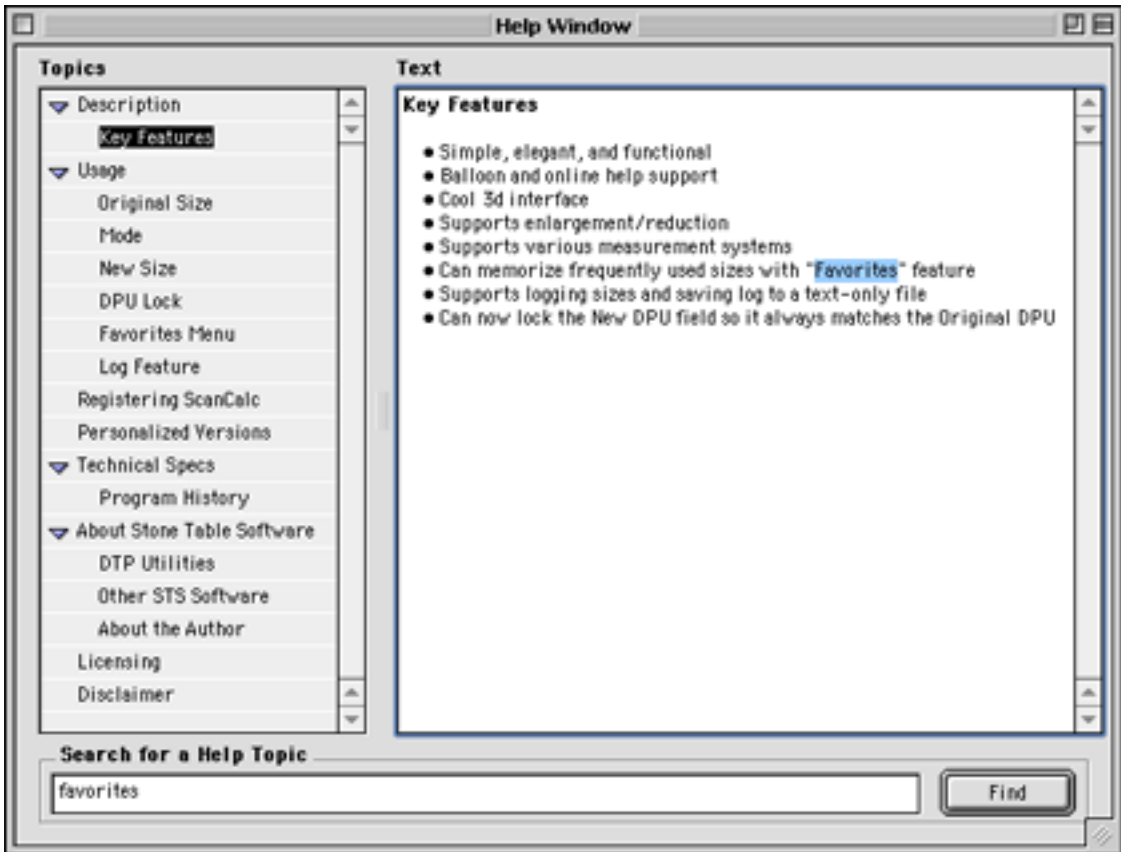 Help Window
Topics
Description
Key Features
Usage
Original Size
Mode
New Size
DPU Lock
Favorites Menu
Log Feature
Registering ScanCalc
Personalized Versions
Technical Specs
Program History
About Stone Table Software
DTP Utilities
Other STS Software
About the Author
Licensing
Disclaimer
Text
Key Features
● Simple, elegant, and functional
● Balloon and online help support
● Cool 3d interface
● Supports enlargement/reduction
● Supports various measurement systems
● Can memorize frequently used sizes with "Favorites" feature
● Supports logging sizes and saving log to a text-only file
● Can now lock the New DPU field so it always matches the Original DPU
Search for a Help Topic
favorites
Find